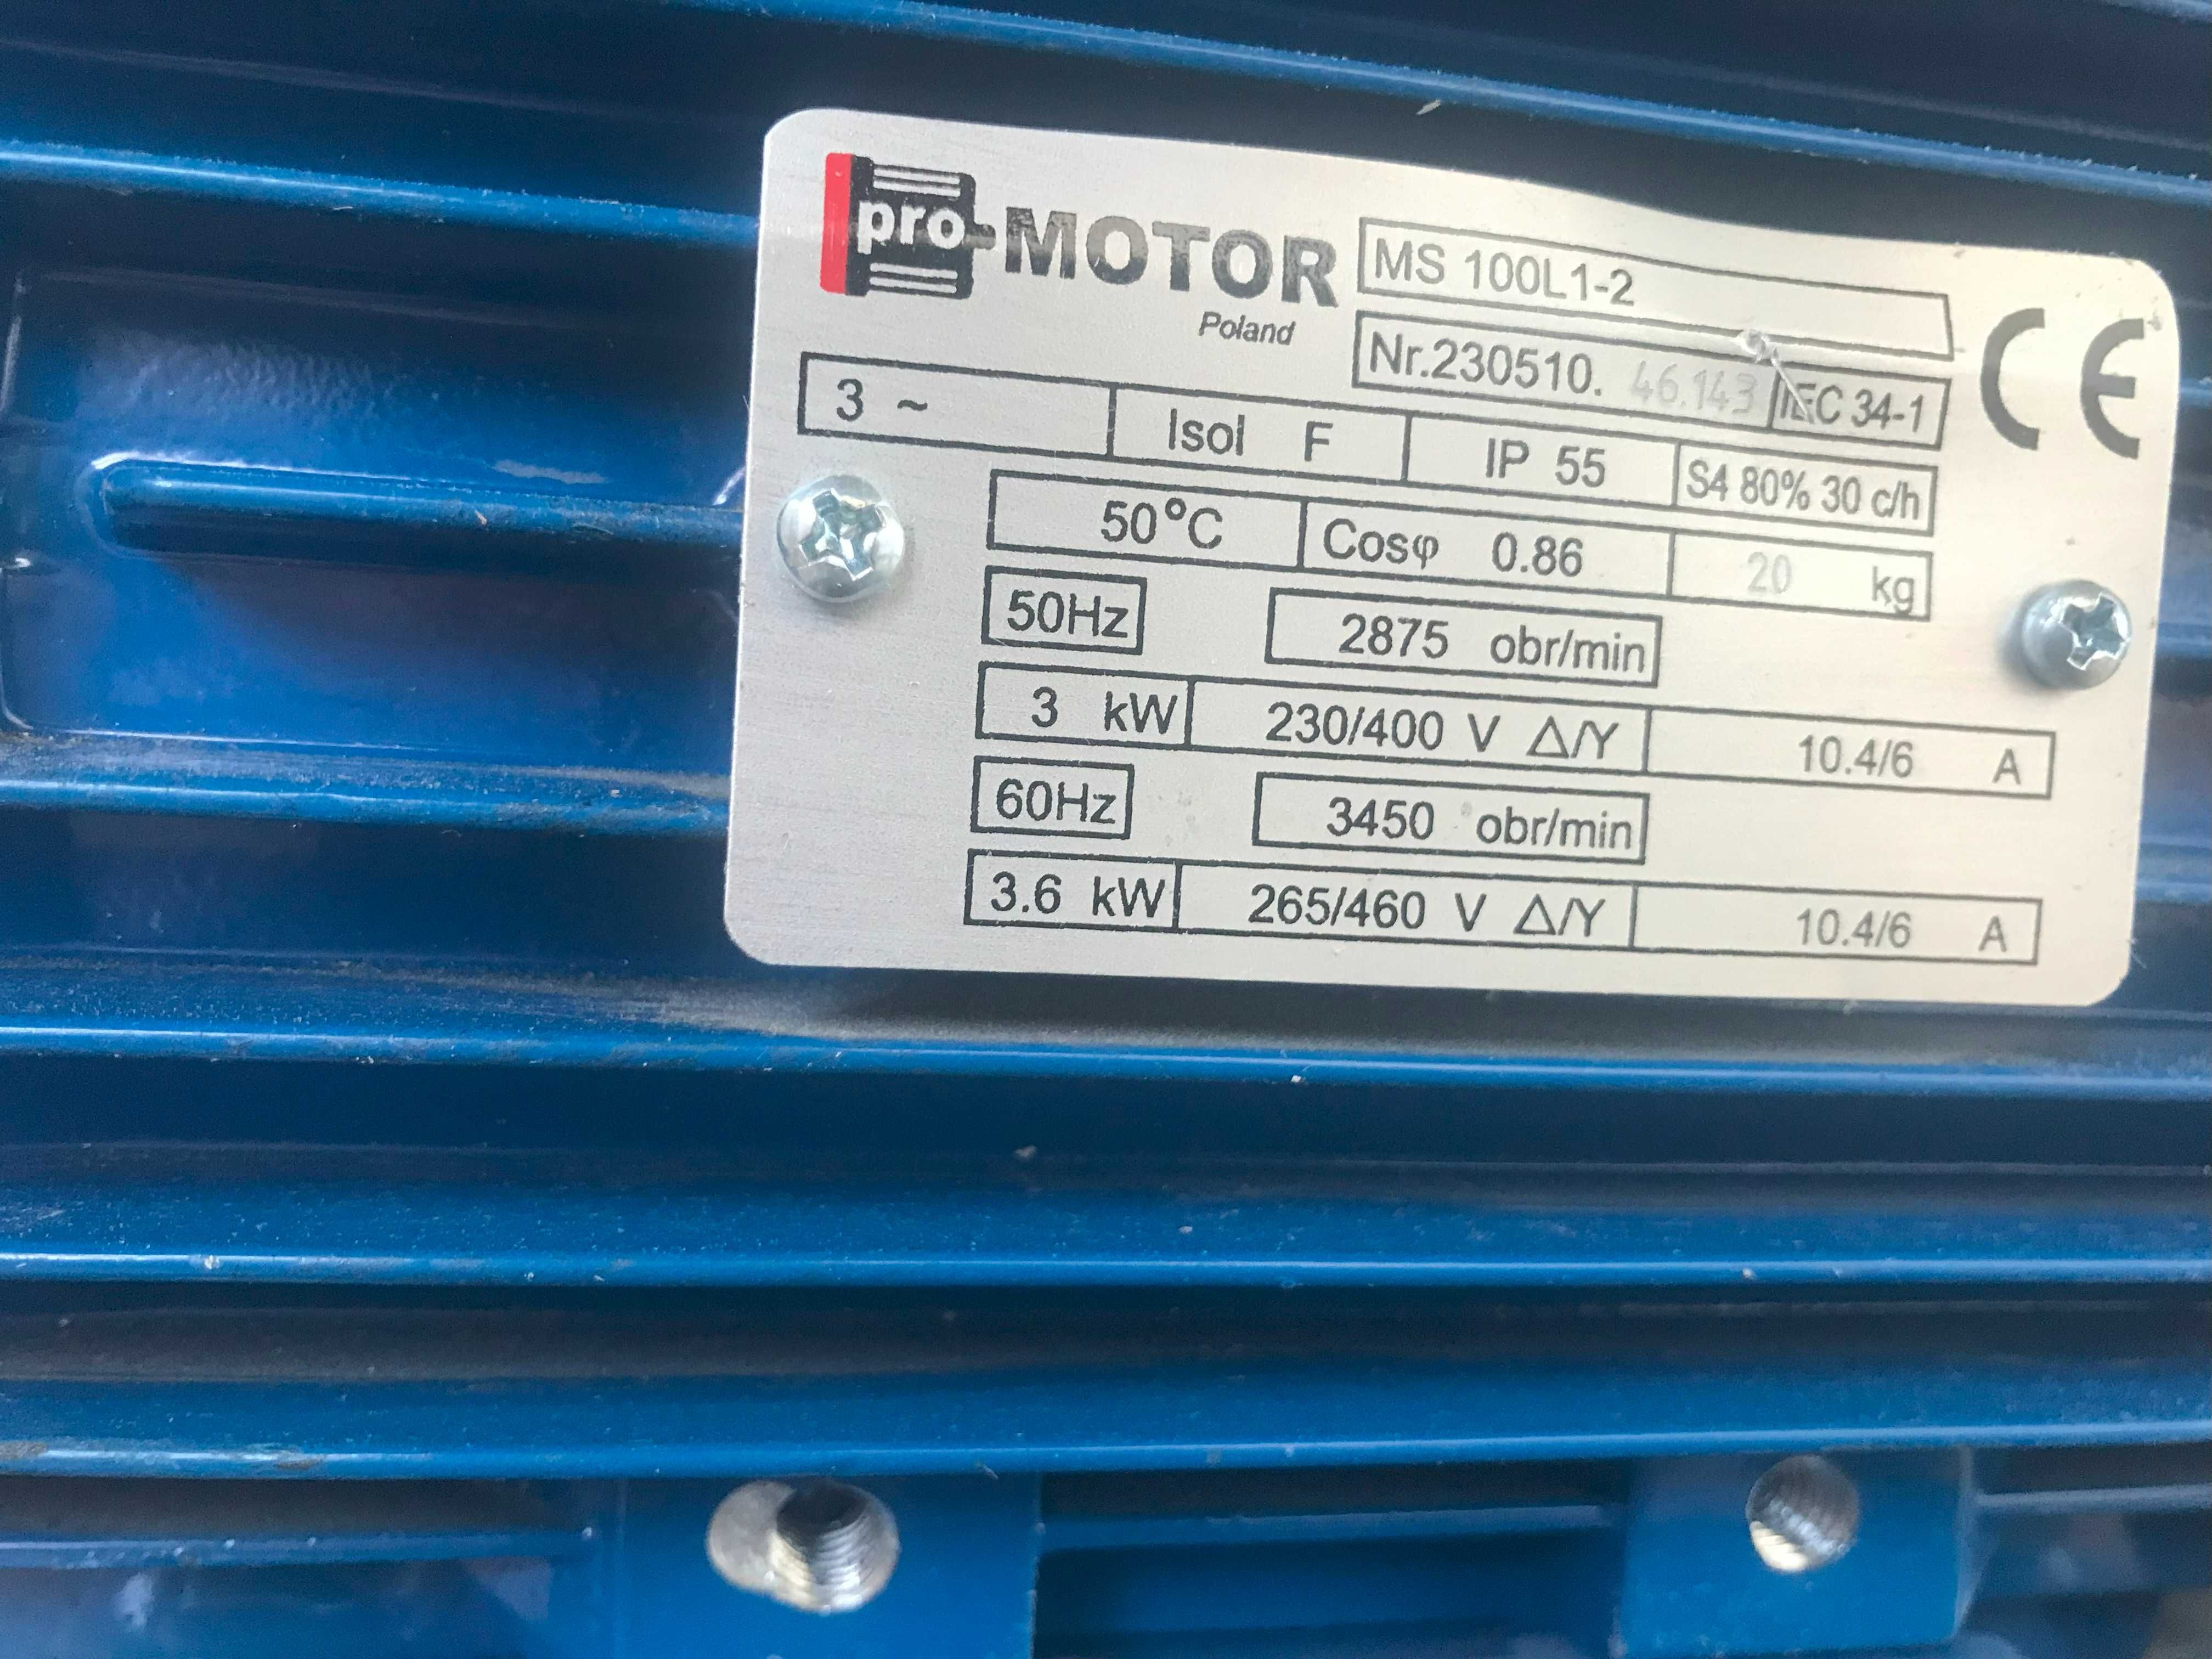 pro-MOTOR
Poland
MS 100L1-2
Nr.230510. 46.143 IEC 34-1
CE
3 ~ Isol F IP 55 S4 80% 30 c/h
50°C Cosφ 0.86 20 kg
50Hz 2875 obr/min
3 kW 230/400 V Δ/Y 10.4/6 A
60Hz 3450 obr/min
3.6 kW 265/460 V Δ/Y 10.4/6 A